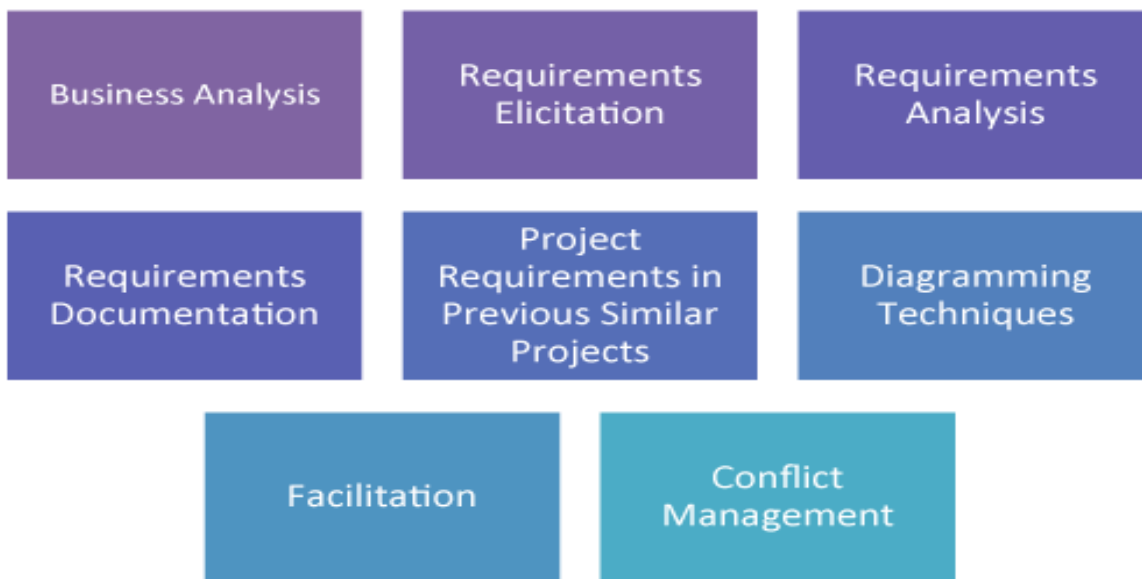 Business Analysis
Requirements
Elicitation
Requirements
Analysis
Requirements
Documentation
Project
Requirements in
Previous Similar
Projects
Diagramming
Techniques
Facilitation
Conflict
Management